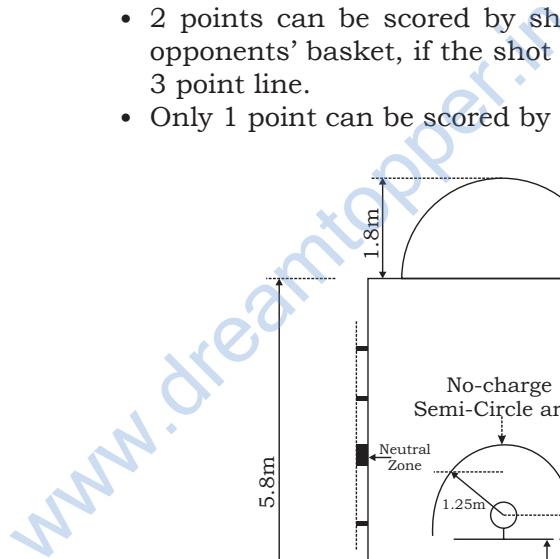 • 2 points can be scored by sh
opponents’ basket, if the shot
3 point line.
• Only 1 point can be scored by
1.8m
No-charge
Semi-Circle ar
Neutral
Zone
5.8m
1.25m
www.dreamtopper.in